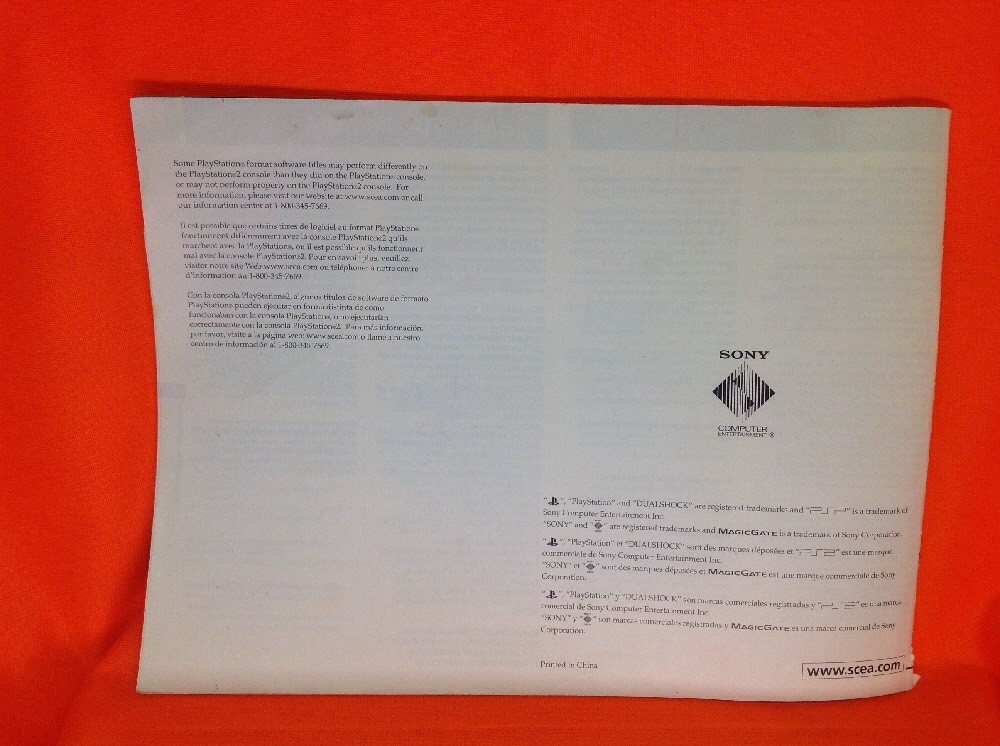 Some PlayStation® format software titles may perform differently on
the PlayStation®2 console than they did on the PlayStation® console,
or may not perform properly on the PlayStation®2 console. For
more information, please visit our website at www.scea.com or call
our information center at 1-800-345-7669.
Il est possible que certains titres de logiciel au format PlayStation®
fonctionnent différemment avec la console PlayStation®2 qu'ils
marchent avec la PlayStation®, ou il est possible qu'ils fonctionnent
mal avec la console PlayStation®2. Pour en savoir plus, veuillez
visiter notre site Web www.scea.com ou téléphoner à notre centre
d'information au 1-800-345-7669.
Con la consola PlayStation®2, algunos títulos de software de formato
PlayStation® pueden ejecutar en forma distinta de como
funcionaban con la consola PlayStation®, o no ejecutarían
correctamente con la consola PlayStation®2. Para más información,
por favor, visite a la página web: www.scea.com o llame a nuestro
centro de información al 1-800-345-7669.
SONY
COMPUTER
ENTERTAINMENT ®
" ", "PlayStation" and "DUALSHOCK" are registered trademarks and "PS2" is a trademark of
Sony Computer Entertainment Inc.
"SONY" and " " are registered trademarks and MAGICGATE is a trademark of Sony Corporation.
" ", "PlayStation" et "DUALSHOCK" sont des marques déposées et "PS2" est une marque
commerciale de Sony Computer Entertainment Inc.
"SONY" et " " sont des marques déposées et MAGICGATE est une marque commerciale de Sony
Corporation.
" ", "PlayStation" y "DUALSHOCK" son marcas comerciales registradas y "PS2" es una marca
comercial de Sony Computer Entertainment Inc.
"SONY" y " " son marcas comerciales registradas y MAGICGATE es una marca comercial de Sony
Corporation.
Printed in China
www.scea.com